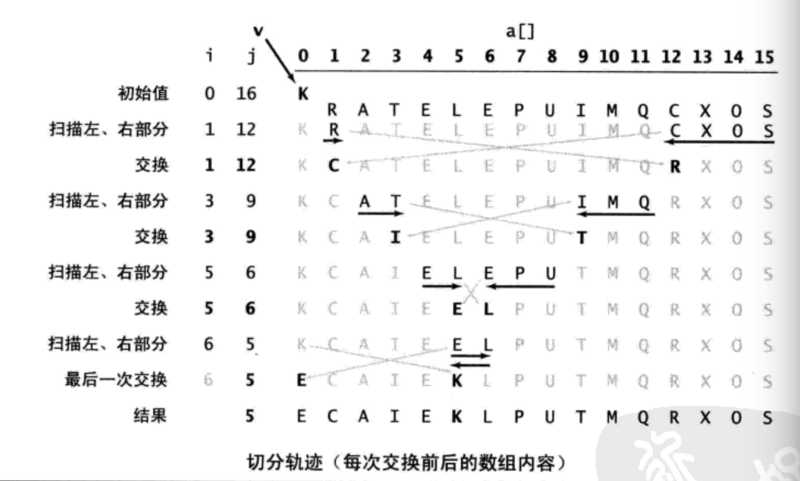 v a[]
i j 0 1 2 3 4 5 6 7 8 9 10 11 12 13 14 15
初始值 0 16 K
R A T E L E P U I M Q C X O S
扫描左、右部分 1 12 K R A T E L E P U I M Q C X O S
交换 1 12 K C A T E L E P U I M Q R X O S
扫描左、右部分 3 9 K C A T E L E P U I M Q R X O S
交换 3 9 K C A I E L E P U T M Q R X O S
扫描左、右部分 5 6 K C A I E L E P U T M Q R X O S
交换 5 6 K C A I E E L P U T M Q R X O S
扫描左、右部分 6 5 K C A I E E L P U T M Q R X O S
最后一次交换 6 5 E C A I E K L P U T M Q R X O S
结果 5 E C A I E K L P U T M Q R X O S
切分轨迹（每次交换前后的数组内容）